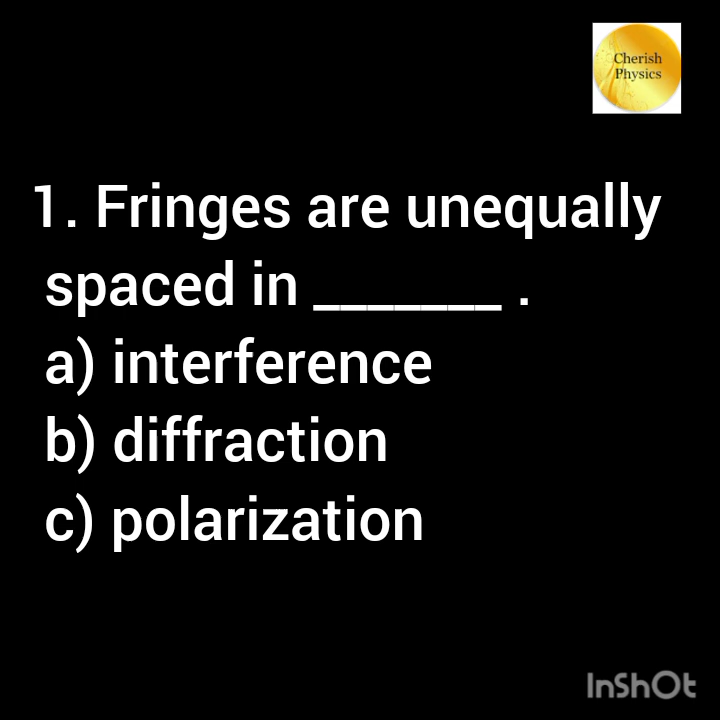 Cherish
Physics
1. Fringes are unequally
spaced in _______ .
a) interference
b) diffraction
c) polarization
InShOt